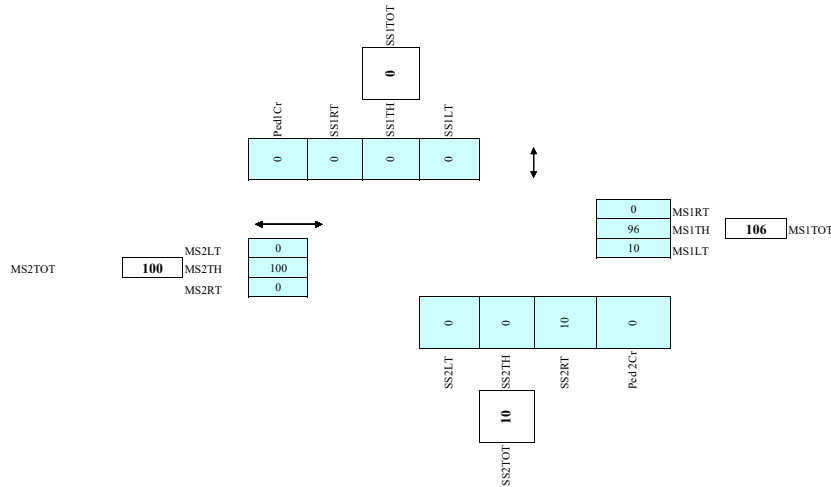 SS1TOT
0
Ped1Cr SS1RT SS1TH SS1LT
0 0 0 0
0 MS1RT
96 MS1TH 106 MS1TOT
10 MS1LT
MS2LT 0
MS2TOT 100 MS2TH 100
MS2RT 0
0 0 10 0
SS2LT SS2TH SS2RT Ped2Cr
10
SS2TOT